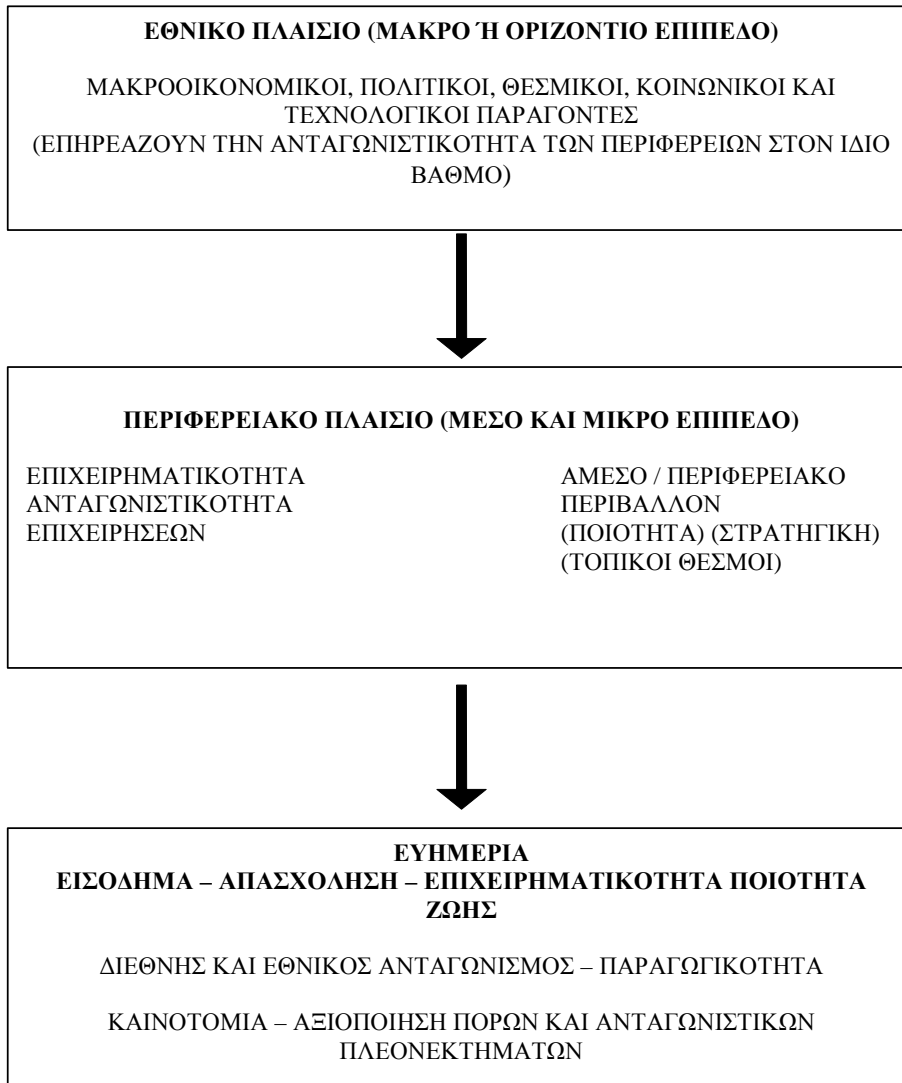 ΕΘΝΙΚΟ ΠΛΑΙΣΙΟ (ΜΑΚΡΟ Ή ΟΡΙΖΟΝΤΙΟ ΕΠΙΠΕΔΟ)
ΜΑΚΡΟΟΙΚΟΝΟΜΙΚΟΙ, ΠΟΛΙΤΙΚΟΙ, ΘΕΣΜΙΚΟΙ, ΚΟΙΝΩΝΙΚΟΙ ΚΑΙ
ΤΕΧΝΟΛΟΓΙΚΟΙ ΠΑΡΑΓΟΝΤΕΣ
(ΕΠΗΡΕΑΖΟΥΝ ΤΗΝ ΑΝΤΑΓΩΝΙΣΤΙΚΟΤΗΤΑ ΤΩΝ ΠΕΡΙΦΕΡΕΙΩΝ ΣΤΟΝ ΙΔΙΟ
ΒΑΘΜΟ)
ΠΕΡΙΦΕΡΕΙΑΚΟ ΠΛΑΙΣΙΟ (ΜΕΣΟ ΚΑΙ ΜΙΚΡΟ ΕΠΙΠΕΔΟ)
ΕΠΙΧΕΙΡΗΜΑΤΙΚΟΤΗΤΑ
ΑΝΤΑΓΩΝΙΣΤΙΚΟΤΗΤΑ
ΕΠΙΧΕΙΡΗΣΕΩΝ
ΑΜΕΣΟ / ΠΕΡΙΦΕΡΕΙΑΚΟ
ΠΕΡΙΒΑΛΛΟΝ
(ΠΟΙΟΤΗΤΑ) (ΣΤΡΑΤΗΓΙΚΗ)
(ΤΟΠΙΚΟΙ ΘΕΣΜΟΙ)
ΕΥΗΜΕΡΙΑ
ΕΙΣΟΔΗΜΑ – ΑΠΑΣΧΟΛΗΣΗ – ΕΠΙΧΕΙΡΗΜΑΤΙΚΟΤΗΤΑ ΠΟΙΟΤΗΤΑ
ΖΩΗΣ
ΔΙΕΘΝΗΣ ΚΑΙ ΕΘΝΙΚΟΣ ΑΝΤΑΓΩΝΙΣΜΟΣ – ΠΑΡΑΓΩΓΙΚΟΤΗΤΑ
ΚΑΙΝΟΤΟΜΙΑ – ΑΞΙΟΠΟΙΗΣΗ ΠΟΡΩΝ ΚΑΙ ΑΝΤΑΓΩΝΙΣΤΙΚΩΝ
ΠΛΕΟΝΕΚΤΗΜΑΤΩΝ